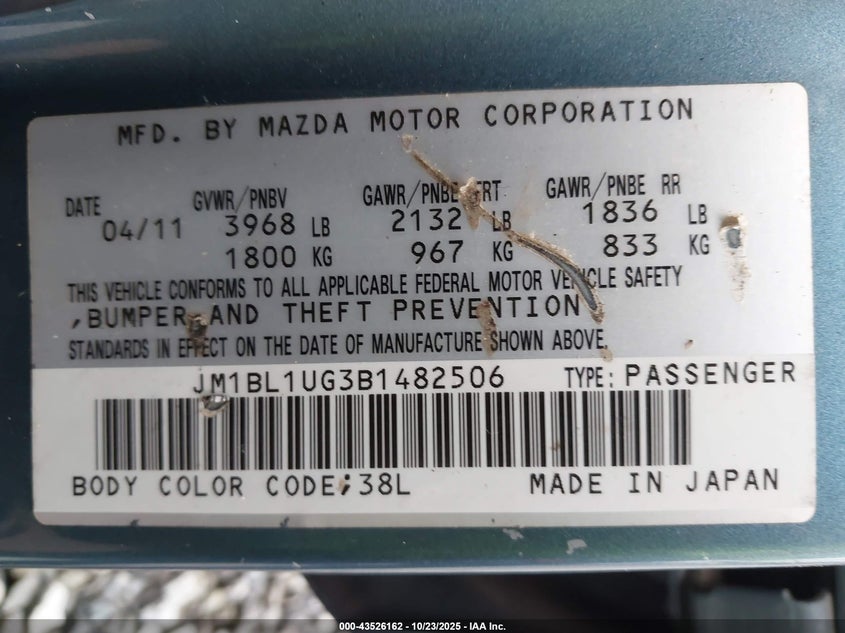 MFD. BY MAZDA MOTOR CORPORATION
DATE GVWR/PNBV GAWR/PNBE FRT GAWR/PNBE RR
04/11 3968 LB 2132 LB 1836 LB
1800 KG 967 KG 833 KG
THIS VEHICLE CONFORMS TO ALL APPLICABLE FEDERAL MOTOR VEHICLE SAFETY
,BUMPER AND THEFT PREVENTION
STANDARDS IN EFFECT ON THE DATE OF MANUFACTURE SHOWN ABOVE.
JM1BL1UG3B1482506 TYPE: PASSENGER
BODY COLOR CODE:38L MADE IN JAPAN
000-43526162 - 10/23/2025 - IAA Inc.